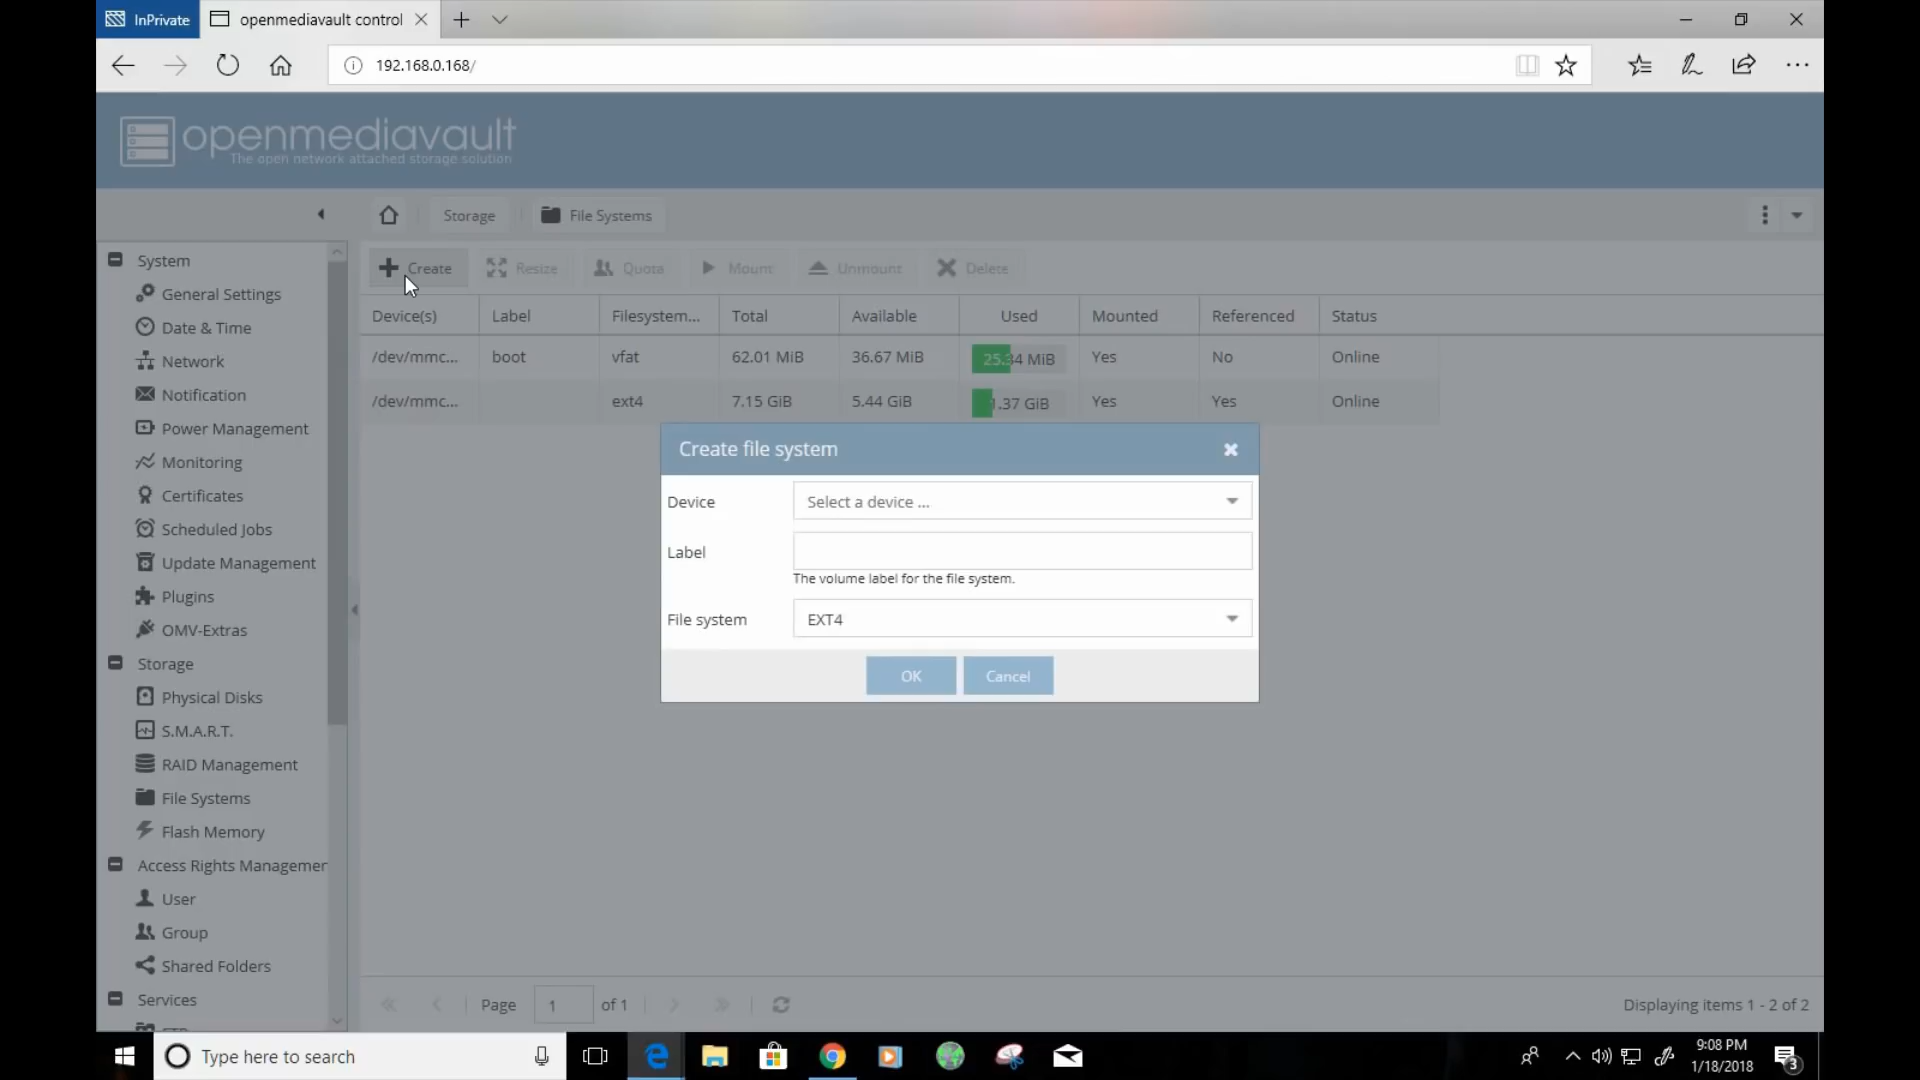 InPrivate
openmediavault control
192.168.0.168/
openmediavault
The open network attached storage solution
Storage
File Systems
Create
Resize
Quota
Mount
Unmount
Delete
Device(s) Label Filesystem... Total Available Used Mounted Referenced Status
/dev/mmc... boot vfat 62.01 MiB 36.67 MiB 25.34 MiB Yes No Online
/dev/mmc... ext4 7.15 GiB 5.44 GiB 1.37 GiB Yes Yes Online
System
General Settings
Date & Time
Network
Notification
Power Management
Monitoring
Certificates
Scheduled Jobs
Update Management
Plugins
OMV-Extras
Storage
Physical Disks
S.M.A.R.T.
RAID Management
File Systems
Flash Memory
Access Rights Managemer
User
Group
Shared Folders
Services
Create file system
Device Select a device ...
Label
The volume label for the file system.
File system EXT4
OK Cancel
Page 1 of 1
Displaying items 1 - 2 of 2
Type here to search
9:08 PM
1/18/2018
3